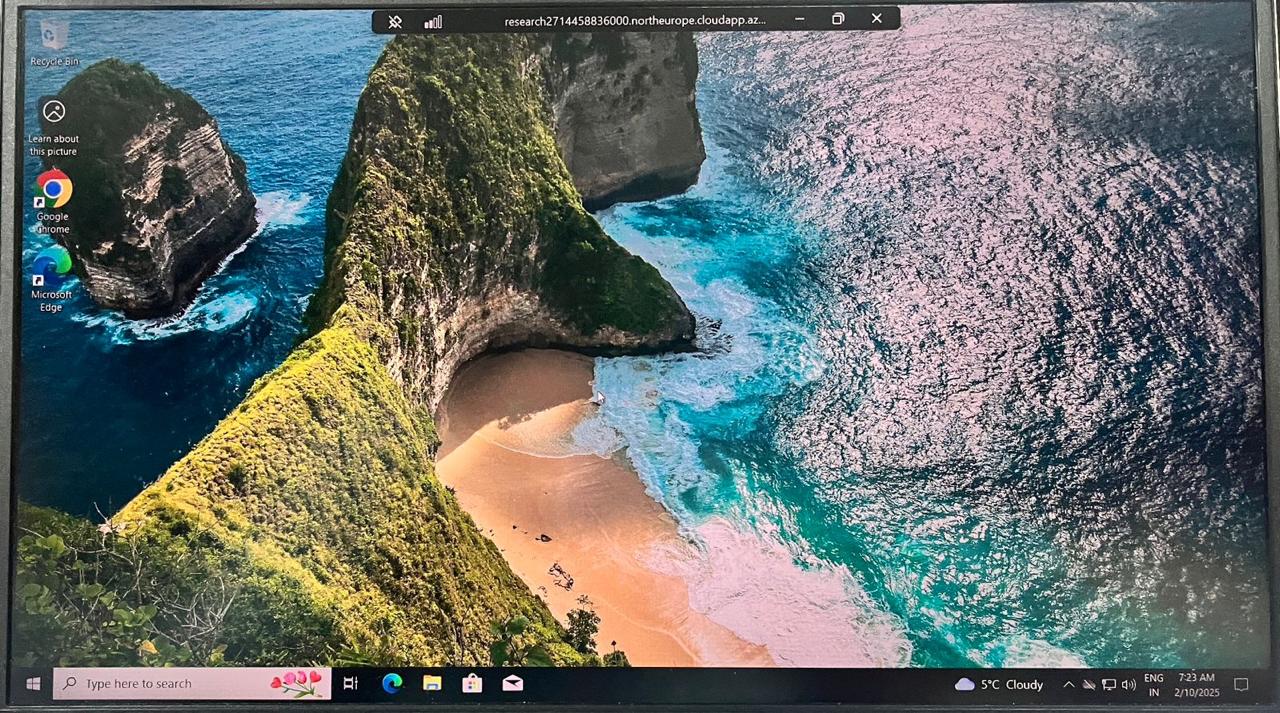 research2714458836000.northeurope.cloudapp.az...
Recycle Bin
Learn about
this picture
Google
Chrome
Microsoft
Edge
Type here to search
5°C Cloudy
ENG
IN
7:23 AM
2/10/2025